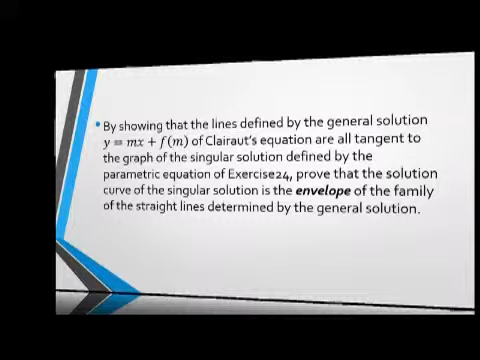 • By showing that the lines defined by the general solution
y = mx + f(m) of Clairaut's equation are all tangent to
the graph of the singular solution defined by the
parametric equation of Exercise24, prove that the solution
curve of the singular solution is the envelope of the family
of the straight lines determined by the general solution.